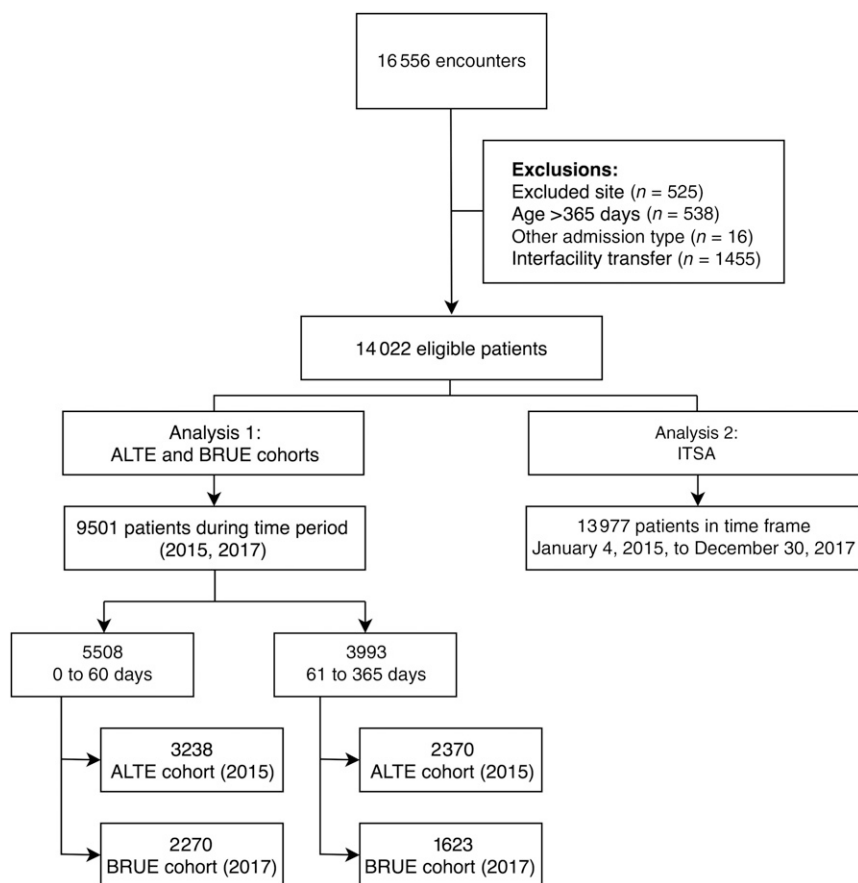 16 556 encounters
Exclusions:
Excluded site (n = 525)
Age >365 days (n = 538)
Other admission type (n = 16)
Interfacility transfer (n = 1455)
14 022 eligible patients
Analysis 1:
ALTE and BRUE cohorts
Analysis 2:
ITSA
9501 patients during time period
(2015, 2017)
13 977 patients in time frame
January 4, 2015, to December 30, 2017
5508
0 to 60 days
3993
61 to 365 days
3238
ALTE cohort (2015)
2370
ALTE cohort (2015)
2270
BRUE cohort (2017)
1623
BRUE cohort (2017)